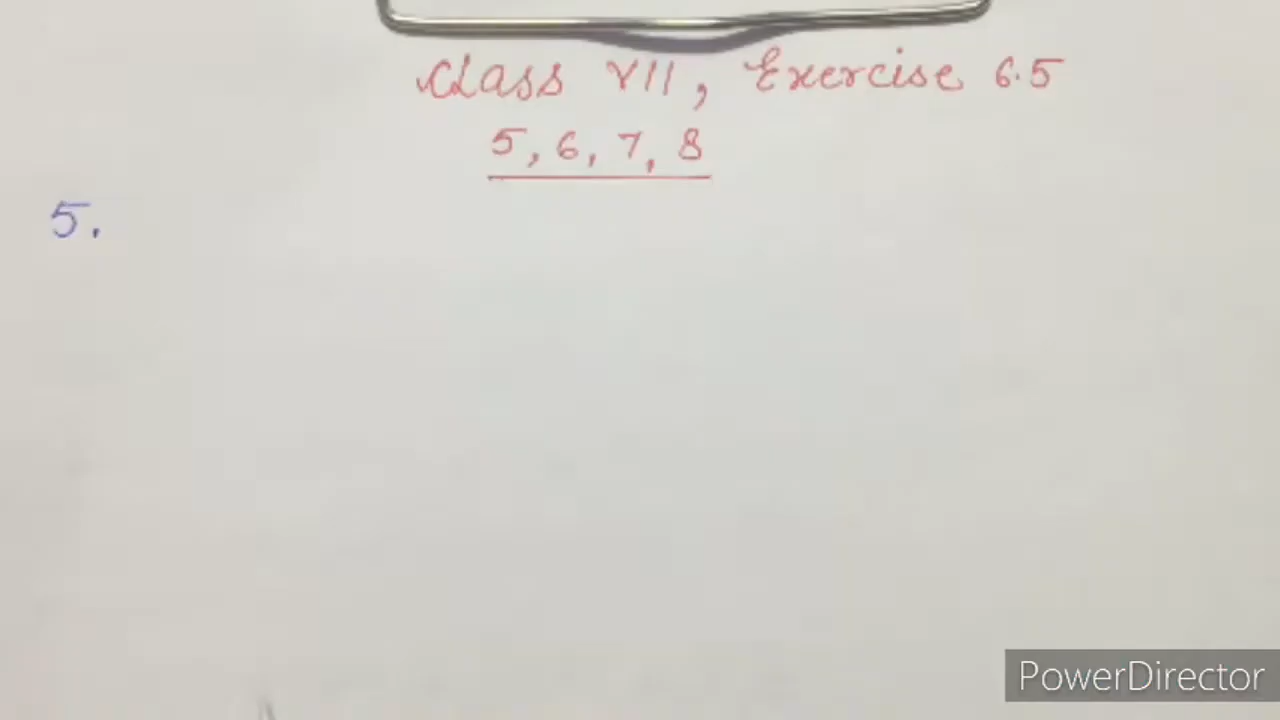 Class VII, Exercise 6.5
5, 6, 7, 8
5.
PowerDirector